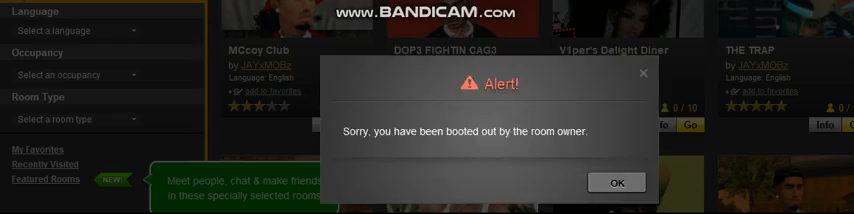 www.BANDICAM.com
Language
Select a language
Occupancy
Select an occupancy
Room Type
Select a room type
My Favorites
Recently Visited
Featured Rooms
NEW!
Meet people, chat & make friends
in these specially selected rooms
MCcoy Club
by JAYxMOBz
Language: English
+ add to favorites
DOP3 F!GHTIN CAG3
V1per's Delight Diner
0 / 10
fo
Go
THE TRAP
by JAYxMOBz
Language: English
+ add to favorites
0 /
Info
Alert!
Sorry, you have been booted out by the room owner.
OK